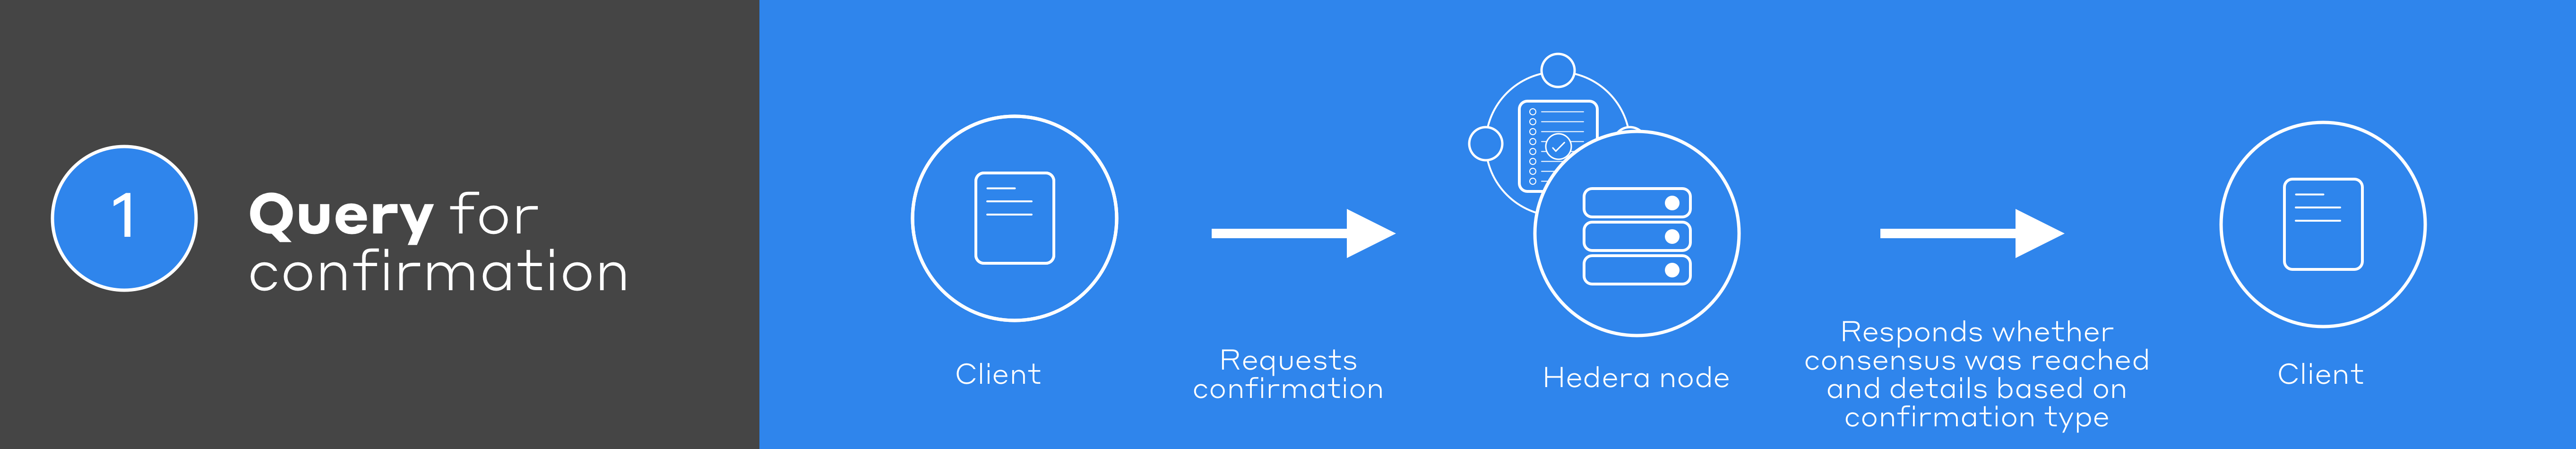 1
Query for
confirmation
Client
Requests
confirmation
Hedera node
Responds whether
consensus was reached
and details based on
confirmation type
Client